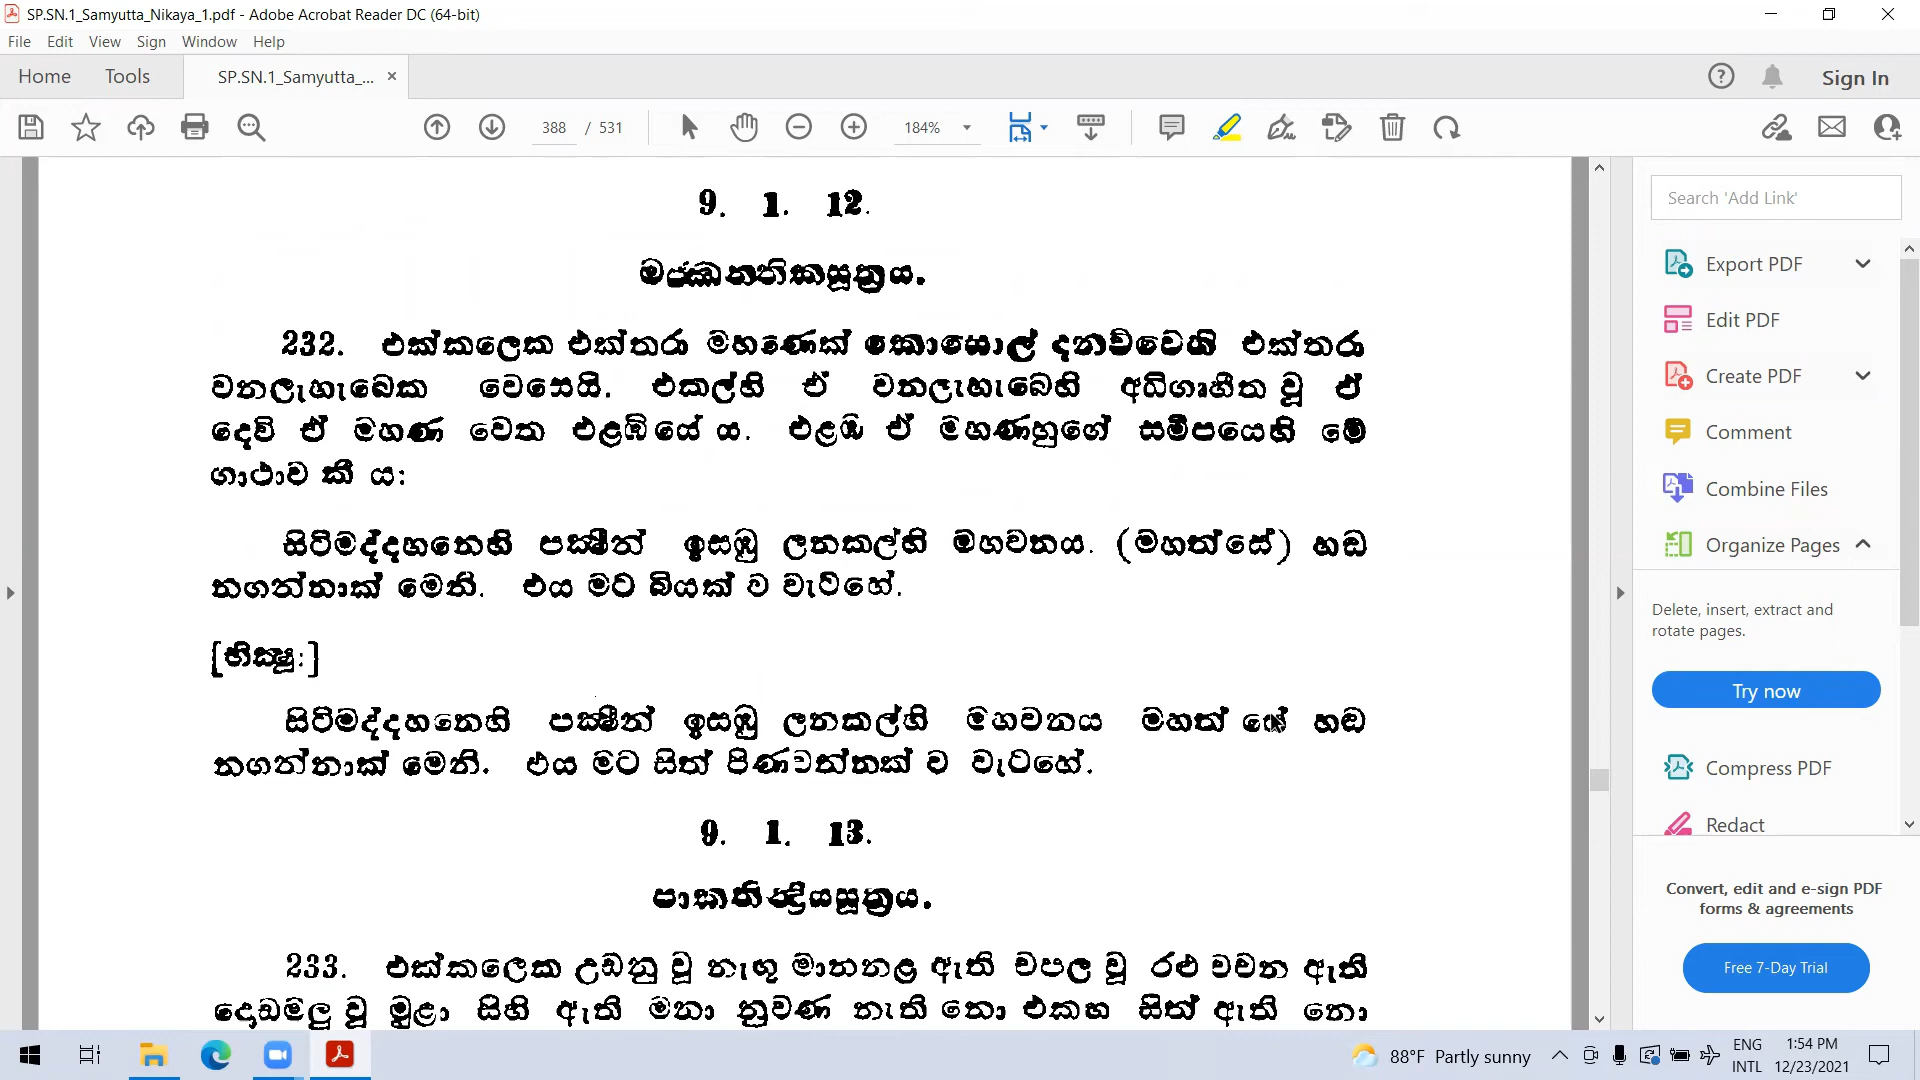 SP.SN.1_Samyutta_Nikaya_1.pdf - Adobe Acrobat Reader DC (64-bit)
File Edit View Sign Window Help
Home Tools SP.SN.1_Samyutta_... × Sign In
388 / 531 184%
9. 1. 12.
මජ්ඣන්තිකසූත්‍රය.
232. එක්කලෙක එක්තරා මහණෙක් කොසොල් දනව්වෙහි එක්තරා
වනලැහැබෙක වෙසෙයි. එකල්හි ඒ වනලැහැබෙහි අධිගෘහීත වූ ඒ
දෙව් ඒ මහණ වෙත එළඹියේ ය. එළඹ ඒ මහණහුගේ සමීපයෙහි මේ
ගාථාව කී ය:
සිටිමද්දහනෙහි පක්‍ෂීන් ඉසඹු ලනකල්හි මහවනය. (මහත්සේ) හඬ
නගන්නාක් මෙනි. එය මට බියක් ව වැටහේ.
[භික්‍ෂු:]
සිටිමද්දහනෙහි පක්‍ෂීන් ඉසඹු ලනකල්හි මහවනය මහත් සේ හඬ
නගන්නාක් මෙනි. එය මට සිත් පිණවන්නක් ව වැටහේ.
9. 1. 13.
පාකතින්ද්‍රියසූත්‍රය.
233. එක්කලෙක උඩඟු වූ නැඟූ මානනළ ඇති චපල වූ රළු වචන ඇති
දොඩමලු වූ මුළා සිහි ඇති මනා නුවණ නැති නො එකඟ සිත් ඇති නො
Search 'Add Link'
Export PDF
Edit PDF
Create PDF
Comment
Combine Files
Organize Pages
Delete, insert, extract and
rotate pages.
Try now
Compress PDF
Redact
Convert, edit and e-sign PDF
forms & agreements
Free 7-Day Trial
88°F Partly sunny
ENG
INTL
1:54 PM
12/23/2021